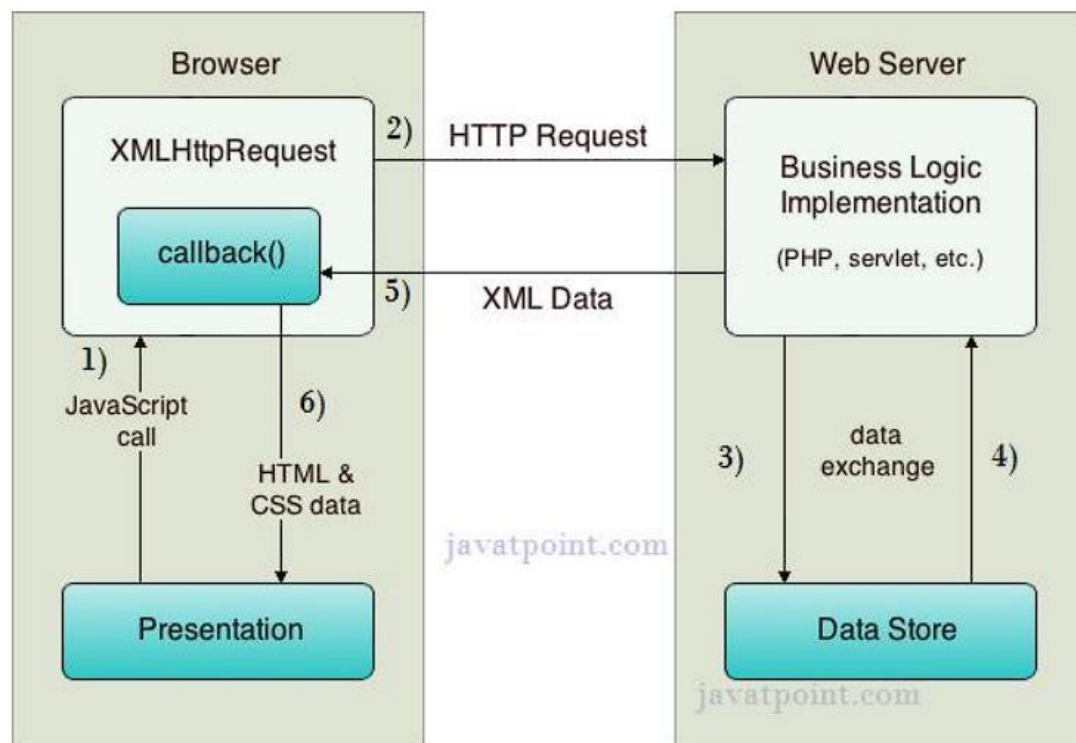 Browser
XMLHttpRequest
callback()
1)
JavaScript
call
6)
HTML &
CSS data
Presentation
2)
HTTP Request
5)
XML Data
javatpoint.com
Web Server
Business Logic
Implementation
(PHP, servlet, etc.)
3)
data
exchange
4)
Data Store
javatpoint.com